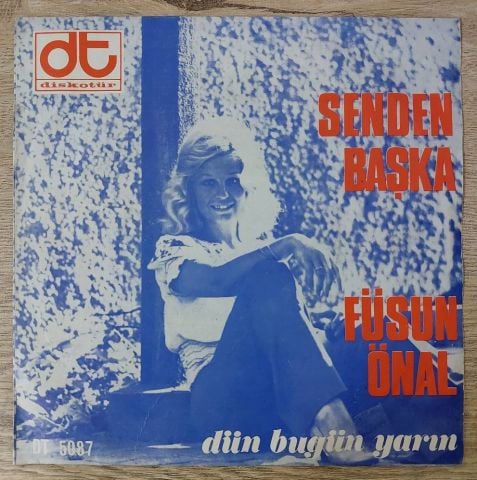 dt
diskotür
SENDEN
BAŞKA
FÜSUN
ÖNAL
DT 5087
dün bugün yarın